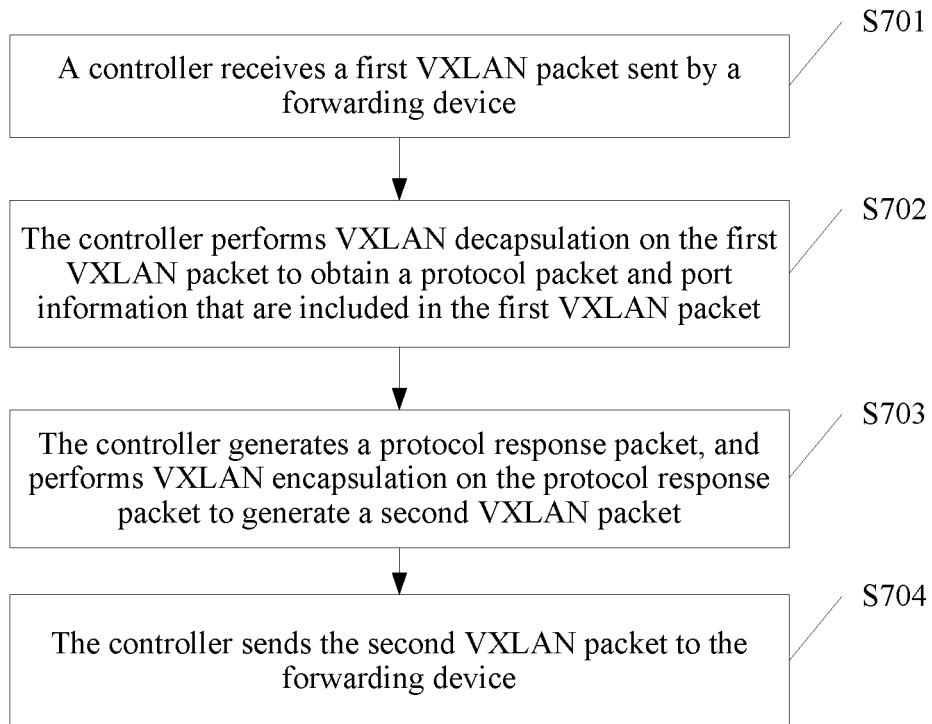 S701
A controller receives a first VXLAN packet sent by a
forwarding device
S702
The controller performs VXLAN decapsulation on the first
VXLAN packet to obtain a protocol packet and port
information that are included in the first VXLAN packet
S703
The controller generates a protocol response packet, and
performs VXLAN encapsulation on the protocol response
packet to generate a second VXLAN packet
S704
The controller sends the second VXLAN packet to the
forwarding device